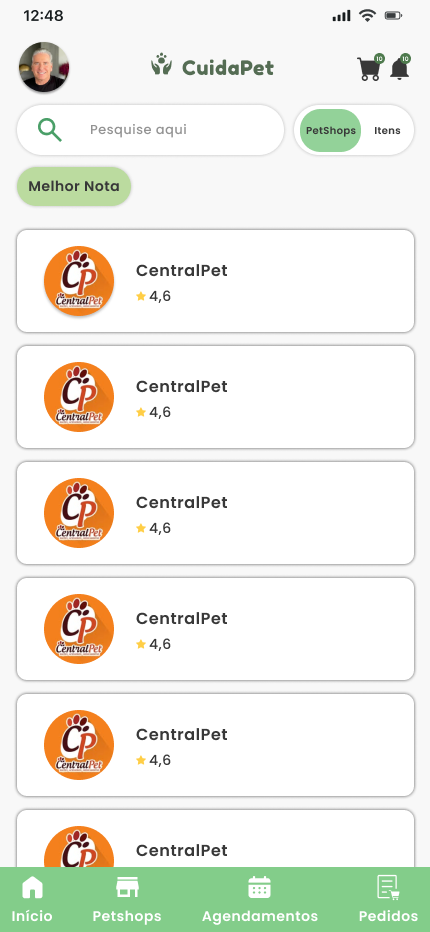 12:48
CuidaPet
10
10
Pesquise aqui
PetShops
Itens
Melhor Nota
CP
CentralPet
CentralPet
4,6
CP
CentralPet
CentralPet
4,6
CP
CentralPet
CentralPet
4,6
CP
CentralPet
CentralPet
4,6
CP
CentralPet
CentralPet
4,6
CP
CentralPet
Início
Petshops
Agendamentos
Pedidos